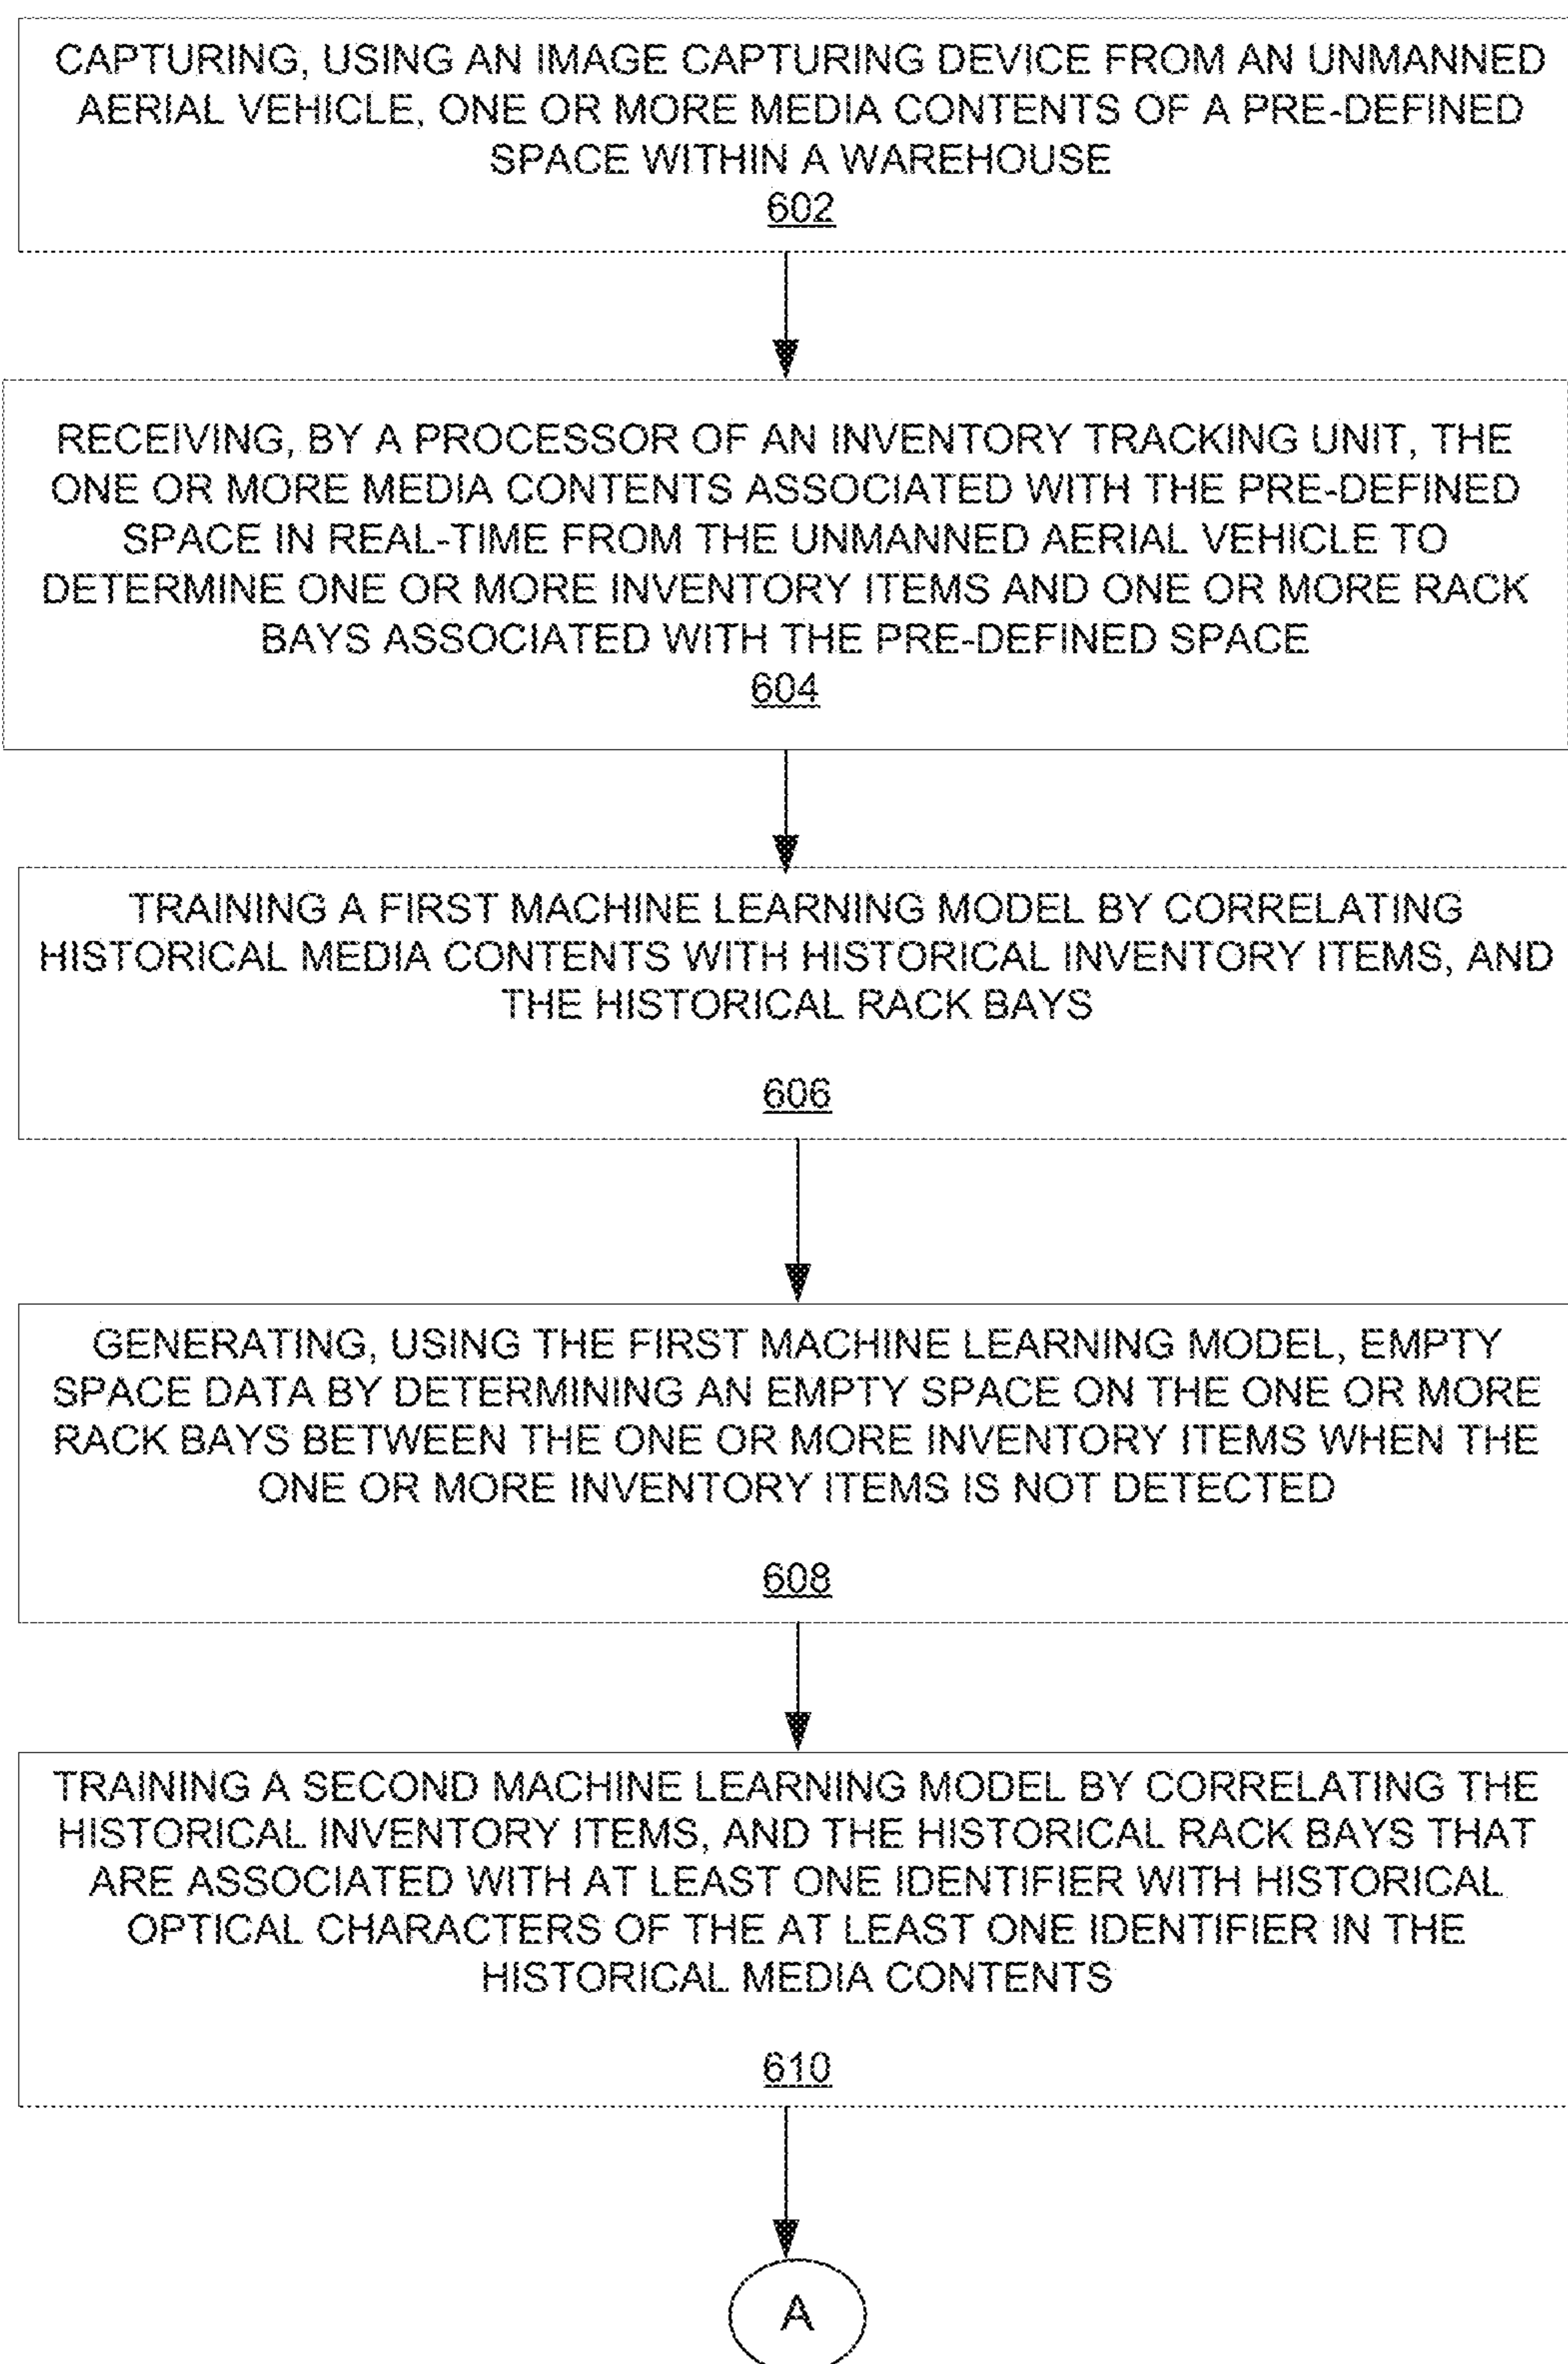 CAPTURING, USING AN IMAGE CAPTURING DEVICE FROM AN UNMANNED
AERIAL VEHICLE, ONE OR MORE MEDIA CONTENTS OF A PRE-DEFINED
SPACE WITHIN A WAREHOUSE
602
RECEIVING, BY A PROCESSOR OF AN INVENTORY TRACKING UNIT, THE
ONE OR MORE MEDIA CONTENTS ASSOCIATED WITH THE PRE-DEFINED
SPACE IN REAL-TIME FROM THE UNMANNED AERIAL VEHICLE TO
DETERMINE ONE OR MORE INVENTORY ITEMS AND ONE OR MORE RACK
BAYS ASSOCIATED WITH THE PRE-DEFINED SPACE
604
TRAINING A FIRST MACHINE LEARNING MODEL BY CORRELATING
HISTORICAL MEDIA CONTENTS WITH HISTORICAL INVENTORY ITEMS, AND
THE HISTORICAL RACK BAYS
606
GENERATING, USING THE FIRST MACHINE LEARNING MODEL, EMPTY
SPACE DATA BY DETERMINING AN EMPTY SPACE ON THE ONE OR MORE
RACK BAYS BETWEEN THE ONE OR MORE INVENTORY ITEMS WHEN THE
ONE OR MORE INVENTORY ITEMS IS NOT DETECTED
608
TRAINING A SECOND MACHINE LEARNING MODEL BY CORRELATING THE
HISTORICAL INVENTORY ITEMS, AND THE HISTORICAL RACK BAYS THAT
ARE ASSOCIATED WITH AT LEAST ONE IDENTIFIER WITH HISTORICAL
OPTICAL CHARACTERS OF THE AT LEAST ONE IDENTIFIER IN THE
HISTORICAL MEDIA CONTENTS
610
A